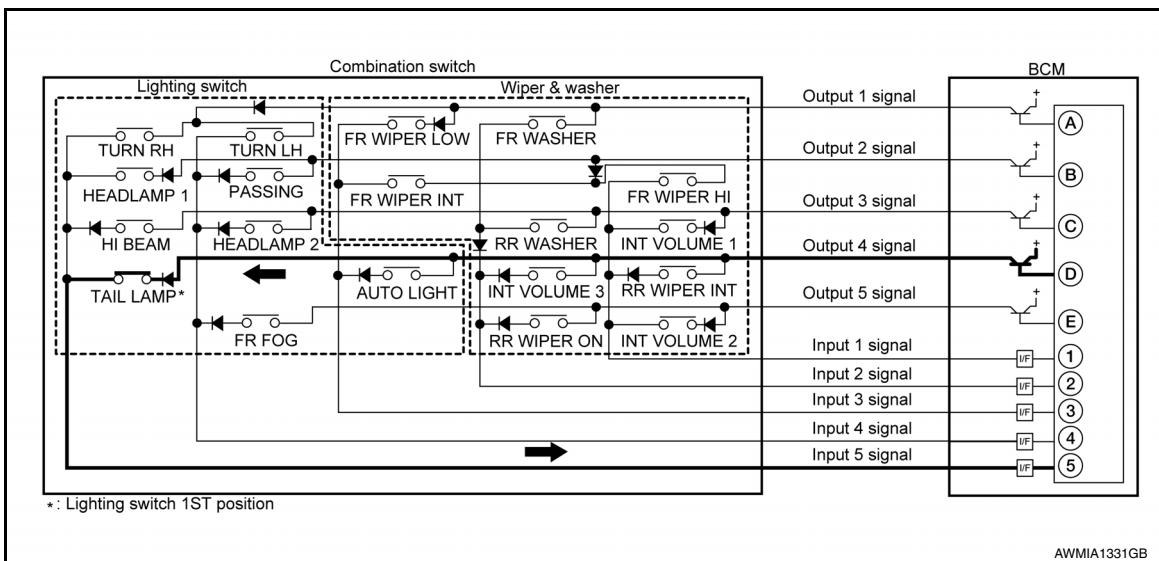 Combination switch
BCM
Lighting switch
Wiper & washer
Output 1 signal
+
A
TURN RH
TURN LH
FR WIPER LOW
FR WASHER
Output 2 signal
+
B
HEADLAMP 1
PASSING
FR WIPER INT
FR WIPER HI
Output 3 signal
+
C
HI BEAM
HEADLAMP 2
RR WASHER
INT VOLUME 1
Output 4 signal
+
D
TAIL LAMP*
AUTO LIGHT
INT VOLUME 3
RR WIPER INT
Output 5 signal
+
E
FR FOG
RR WIPER ON
INT VOLUME 2
Input 1 signal
I/F
1
Input 2 signal
I/F
2
Input 3 signal
I/F
3
Input 4 signal
I/F
4
Input 5 signal
I/F
5
*: Lighting switch 1ST position
AWMIA1331GB